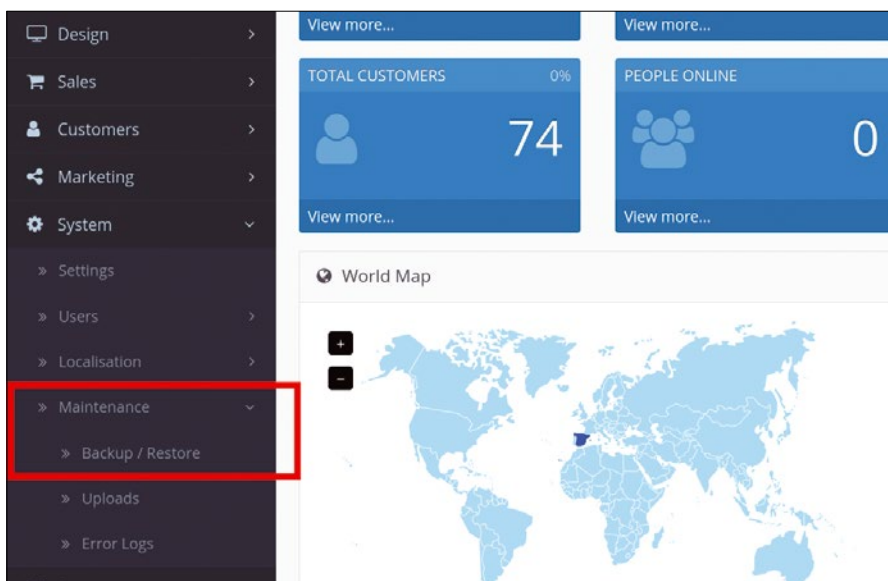 Design
Sales
Customers
Marketing
System
Settings
Users
Localisation
Maintenance
Backup / Restore
Uploads
Error Logs
View more...
View more...
TOTAL CUSTOMERS 0%
74
View more...
PEOPLE ONLINE
0
View more...
World Map
+
-